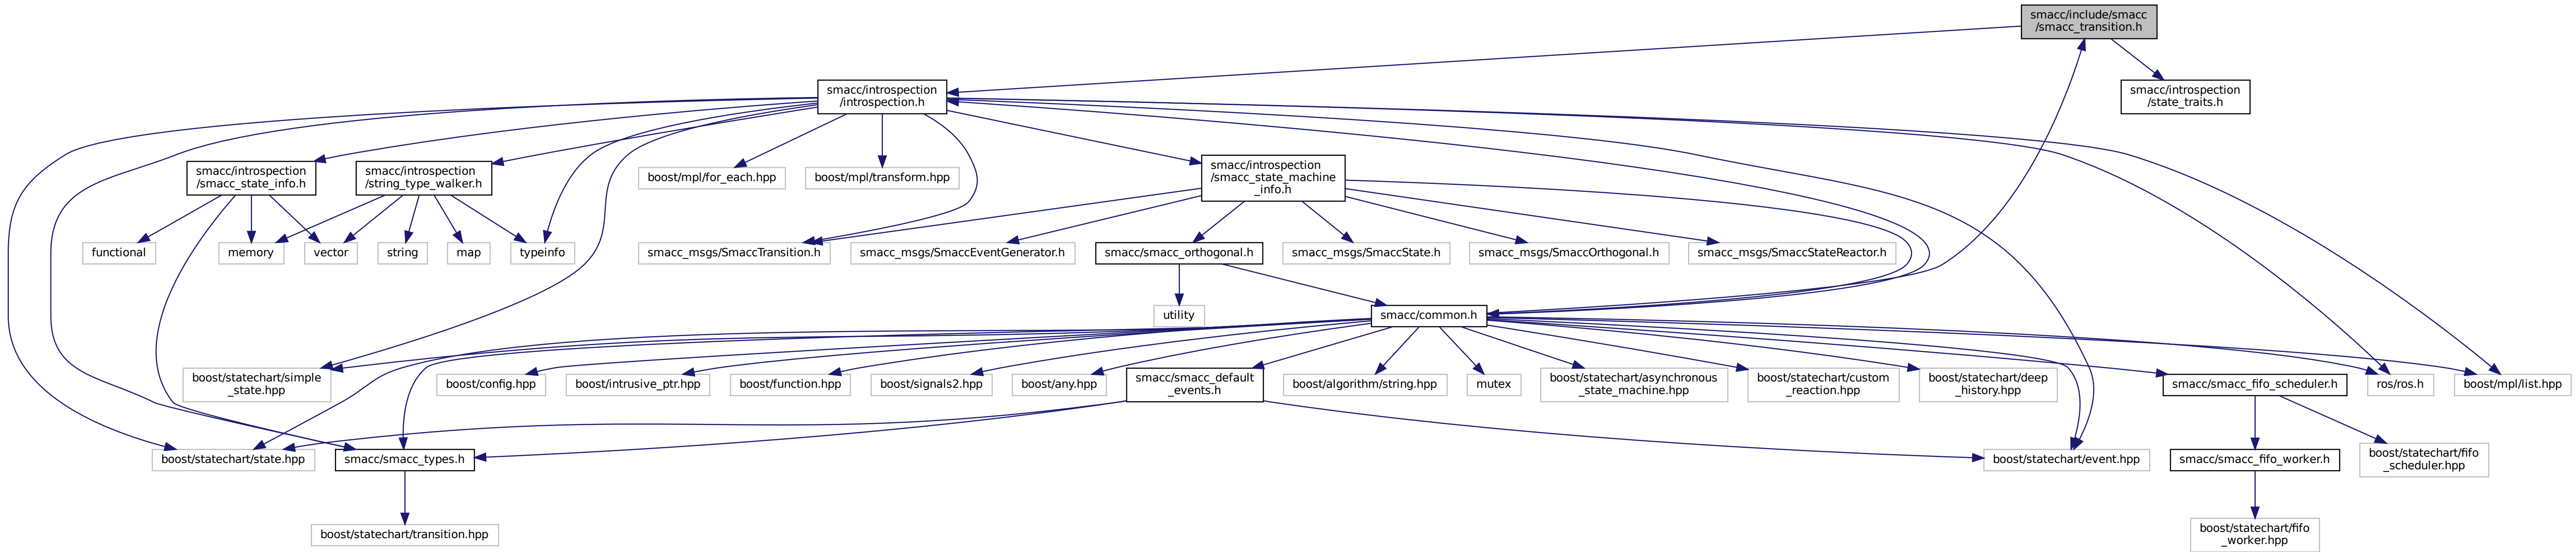 smacc/include/smacc
/smacc_transition.h
smacc/introspection
/introspection.h
smacc/introspection
/state_traits.h
smacc/introspection
/smacc_state_info.h
smacc/introspection
/string_type_walker.h
boost/mpl/for_each.hpp
boost/mpl/transform.hpp
smacc/introspection
/smacc_state_machine
_info.h
functional
memory
vector
string
map
typeinfo
smacc_msgs/SmaccTransition.h
smacc_msgs/SmaccEventGenerator.h
smacc/smacc_orthogonal.h
smacc_msgs/SmaccState.h
smacc_msgs/SmaccOrthogonal.h
smacc_msgs/SmaccStateReactor.h
utility
smacc/common.h
boost/statechart/simple
_state.hpp
boost/config.hpp
boost/intrusive_ptr.hpp
boost/function.hpp
boost/signals2.hpp
boost/any.hpp
smacc/smacc_default
_events.h
boost/algorithm/string.hpp
mutex
boost/statechart/asynchronous
_state_machine.hpp
boost/statechart/custom
_reaction.hpp
boost/statechart/deep
_history.hpp
smacc/smacc_fifo_scheduler.h
ros/ros.h
boost/mpl/list.hpp
boost/statechart/state.hpp
smacc/smacc_types.h
boost/statechart/event.hpp
smacc/smacc_fifo_worker.h
boost/statechart/fifo
_scheduler.hpp
boost/statechart/transition.hpp
boost/statechart/fifo
_worker.hpp